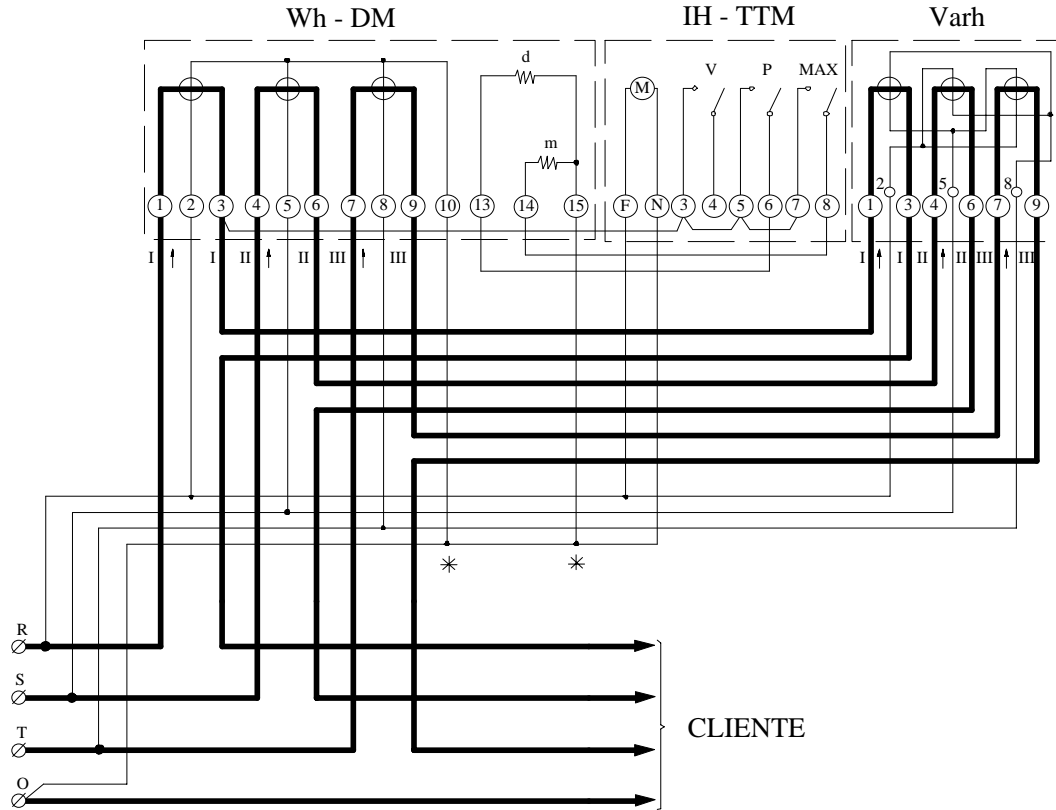 Wh - DM IH - TTM Varh
d V P MAX
M
m
2 5 8
1 2 3 4 5 6 7 8 9 10 13 14 15 F N 3 4 5 6 7 8 1 3 4 6 7 9
I I II II III III I I II II III III
* *
R
S
T
CLIENTE
O